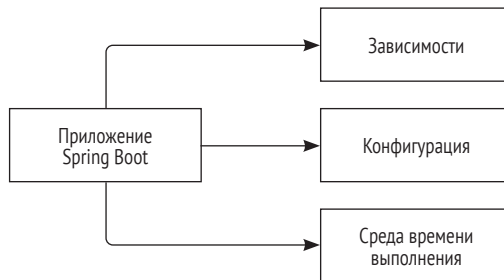 Зависимости
Приложение
Spring Boot
Конфигурация
Среда времени
выполнения